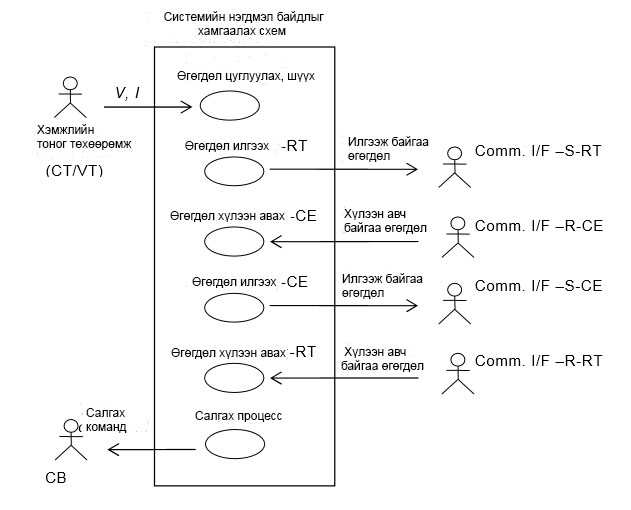 Системийн нэгдмэл байдлыг
хамгаалах схем
Өгөгдөл цуглуулах, шүүх
V, I
Хэмжлийн
тоног төхөөрөмж
(CT/VT)
Өгөгдөл илгээх -RT
Илгээж байгаа
өгөгдөл
Comm. I/F –S-RT
Өгөгдөл хүлээн авах -CE
Хүлээн авч
байгаа өгөгдөл
Comm. I/F –R-CE
Өгөгдөл илгээх -CE
Илгээж байгаа
өгөгдөл
Comm. I/F –S-CE
Өгөгдөл хүлээн авах -RT
Хүлээн авч
байгаа өгөгдөл
Comm. I/F –R-RT
Салгах
команд
Салгах процесс
CB